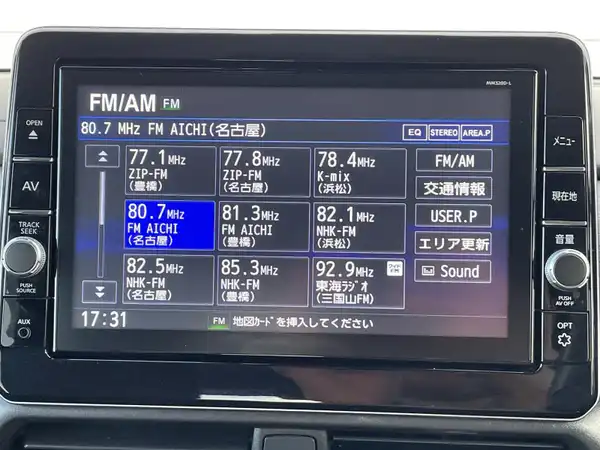 MM320D-L
OPEN
AV
TRACK
SEEK
PUSH
SOURCE
AUX
FM/AM FM
80.7 MHz FM AICHI(名古屋)
EQ STEREO AREA.P
77.1MHz
ZIP-FM
(豊橋)
77.8MHz
ZIP-FM
(名古屋)
78.4MHz
K-mix
(浜松)
80.7MHz
FM AICHI
(名古屋)
81.3MHz
FM AICHI
(豊橋)
82.1MHz
NHK-FM
(浜松)
82.5MHz
NHK-FM
(名古屋)
85.3MHz
NHK-FM
(豊橋)
92.9MHz ワイドFM
東海ラジオ
(三国山FM)
FM/AM
交通情報
USER.P
エリア更新
Sound
17:31
FM 地図カードを挿入してください
メニュー
現在地
音量
PUSH
AV OFF
OPT